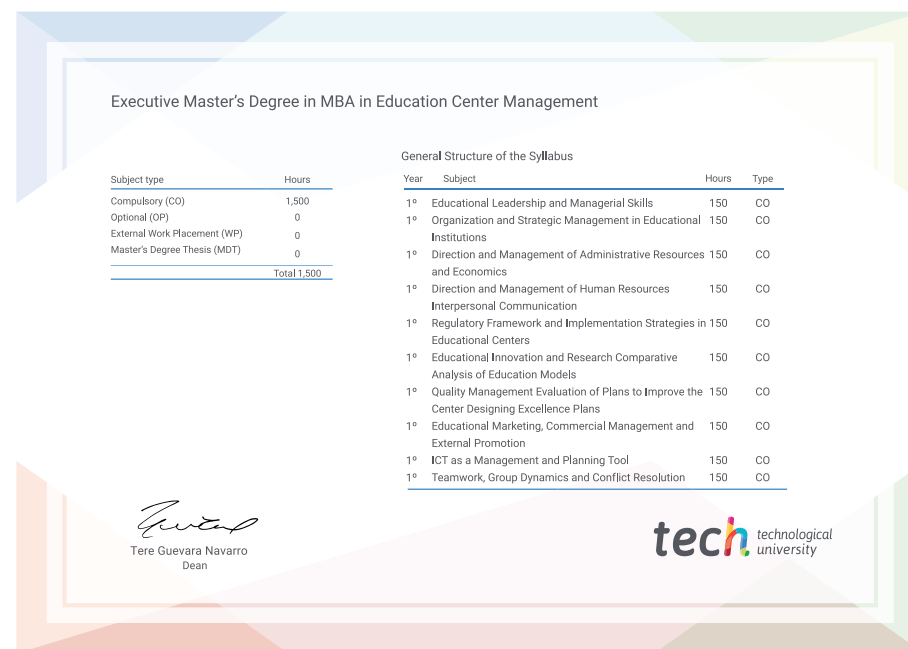 Executive Master's Degree in MBA in Education Center Management
Subject type Hours
Compulsory (CO) 1,500
Optional (OP) 0
External Work Placement (WP) 0
Master's Degree Thesis (MDT) 0
Total 1,500
General Structure of the Syllabus
Year Subject Hours Type
1º Educational Leadership and Managerial Skills 150 CO
1º Organization and Strategic Management in Educational 150 CO
Institutions
1º Direction and Management of Administrative Resources 150 CO
and Economics
1º Direction and Management of Human Resources 150 CO
Interpersonal Communication
1º Regulatory Framework and Implementation Strategies in 150 CO
Educational Centers
1º Educational Innovation and Research Comparative 150 CO
Analysis of Education Models
1º Quality Management Evaluation of Plans to Improve the 150 CO
Center Designing Excellence Plans
1º Educational Marketing, Commercial Management and 150 CO
External Promotion
1º ICT as a Management and Planning Tool 150 CO
1º Teamwork, Group Dynamics and Conflict Resolution 150 CO
Tere Guevara Navarro
Dean
tech technological
university